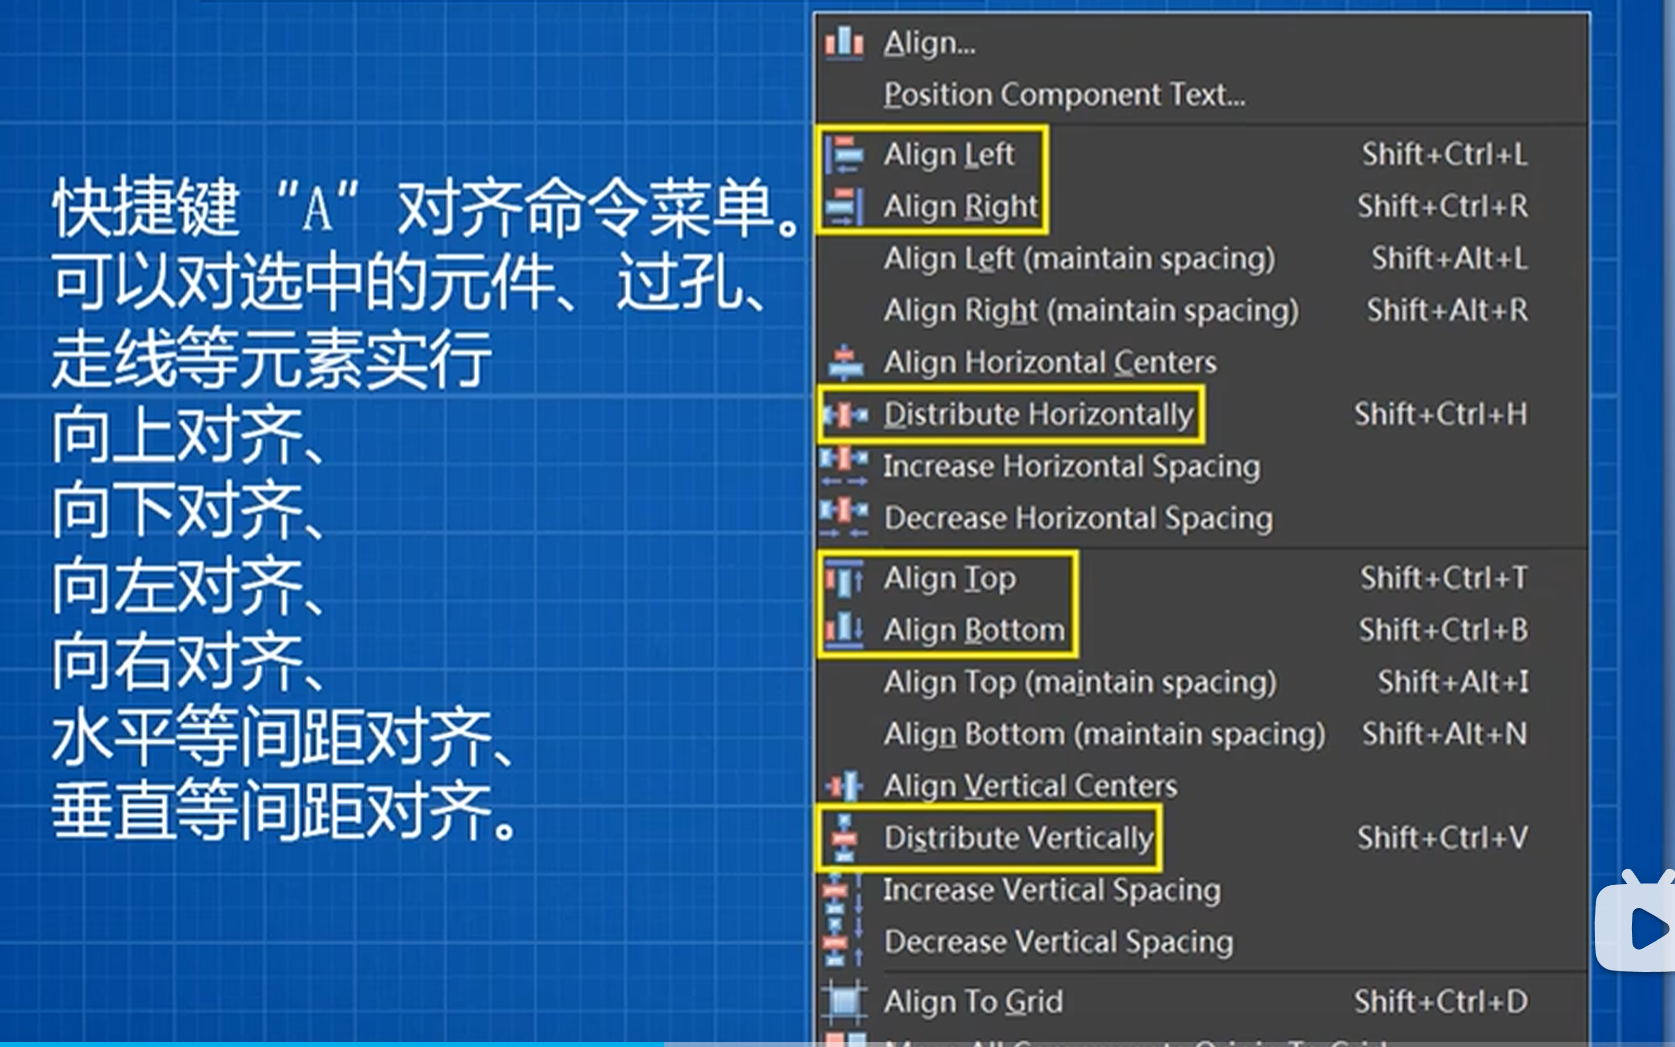 快捷键“A”对齐命令菜单。
可以对选中的元件、过孔、
走线等元素实行
向上对齐、
向下对齐、
向左对齐、
向右对齐、
水平等间距对齐、
垂直等间距对齐。
Align...
Position Component Text...
Align Left Shift+Ctrl+L
Align Right Shift+Ctrl+R
Align Left (maintain spacing) Shift+Alt+L
Align Right (maintain spacing) Shift+Alt+R
Align Horizontal Centers
Distribute Horizontally Shift+Ctrl+H
Increase Horizontal Spacing
Decrease Horizontal Spacing
Align Top Shift+Ctrl+T
Align Bottom Shift+Ctrl+B
Align Top (maintain spacing) Shift+Alt+I
Align Bottom (maintain spacing) Shift+Alt+N
Align Vertical Centers
Distribute Vertically Shift+Ctrl+V
Increase Vertical Spacing
Decrease Vertical Spacing
Align To Grid Shift+Ctrl+D